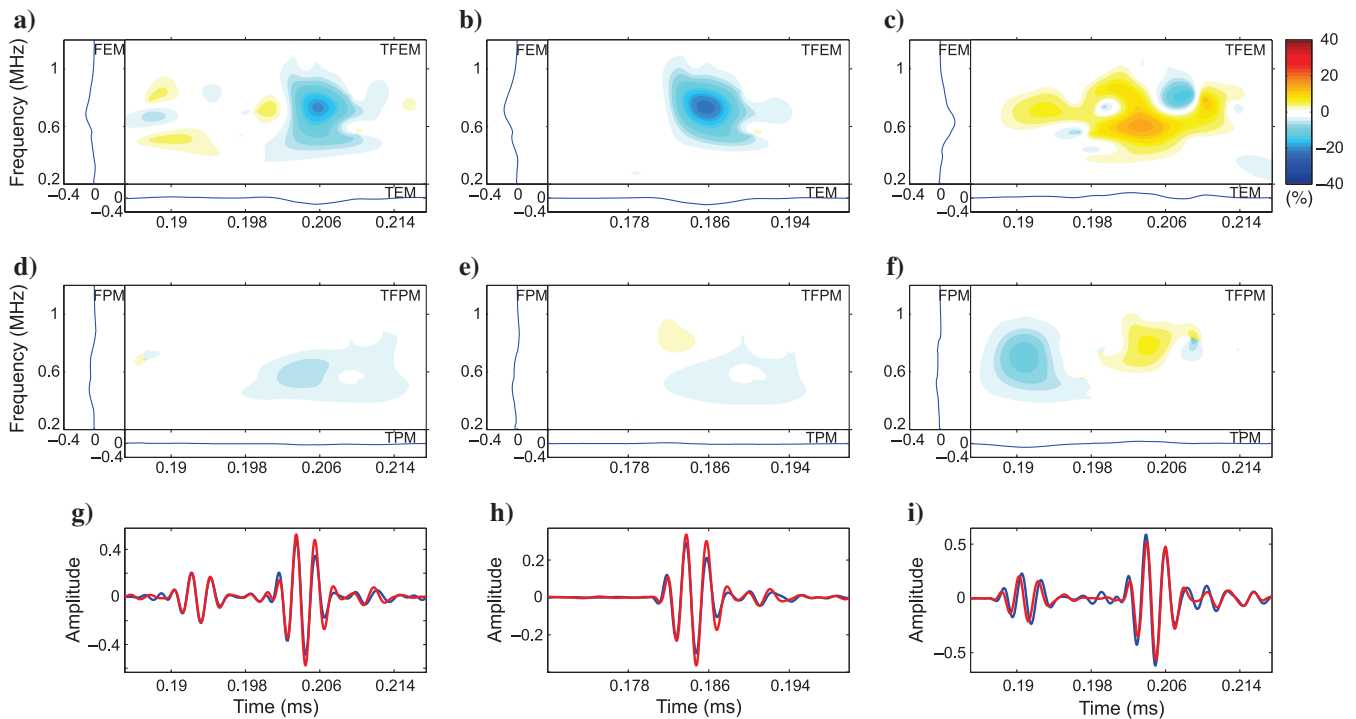 a)
FEM
TFEM
Frequency (MHz)
1
0.6
0.2
−0.4 0
0
−0.4
TEM
0.19 0.198 0.206 0.214
b)
FEM
TFEM
1
0.6
0.2
−0.4 0
0
−0.4
TEM
0.178 0.186 0.194
c)
FEM
TFEM
1
0.6
0.2
−0.4 0
0
−0.4
TEM
0.19 0.198 0.206 0.214
40
20
0
−20
−40
(%)
d)
FPM
TFPM
Frequency (MHz)
1
0.6
0.2
−0.4 0
0
−0.4
TPM
0.19 0.198 0.206 0.214
e)
FPM
TFPM
1
0.6
0.2
−0.4 0
0
−0.4
TPM
0.178 0.186 0.194
f)
FPM
TFPM
1
0.6
0.2
−0.4 0
0
−0.4
TPM
0.19 0.198 0.206 0.214
g)
Amplitude
0.4
0
−0.4
0.19 0.198 0.206 0.214
Time (ms)
h)
Amplitude
0.2
0
−0.2
0.178 0.186 0.194
Time (ms)
i)
Amplitude
0.5
0
−0.5
0.19 0.198 0.206 0.214
Time (ms)